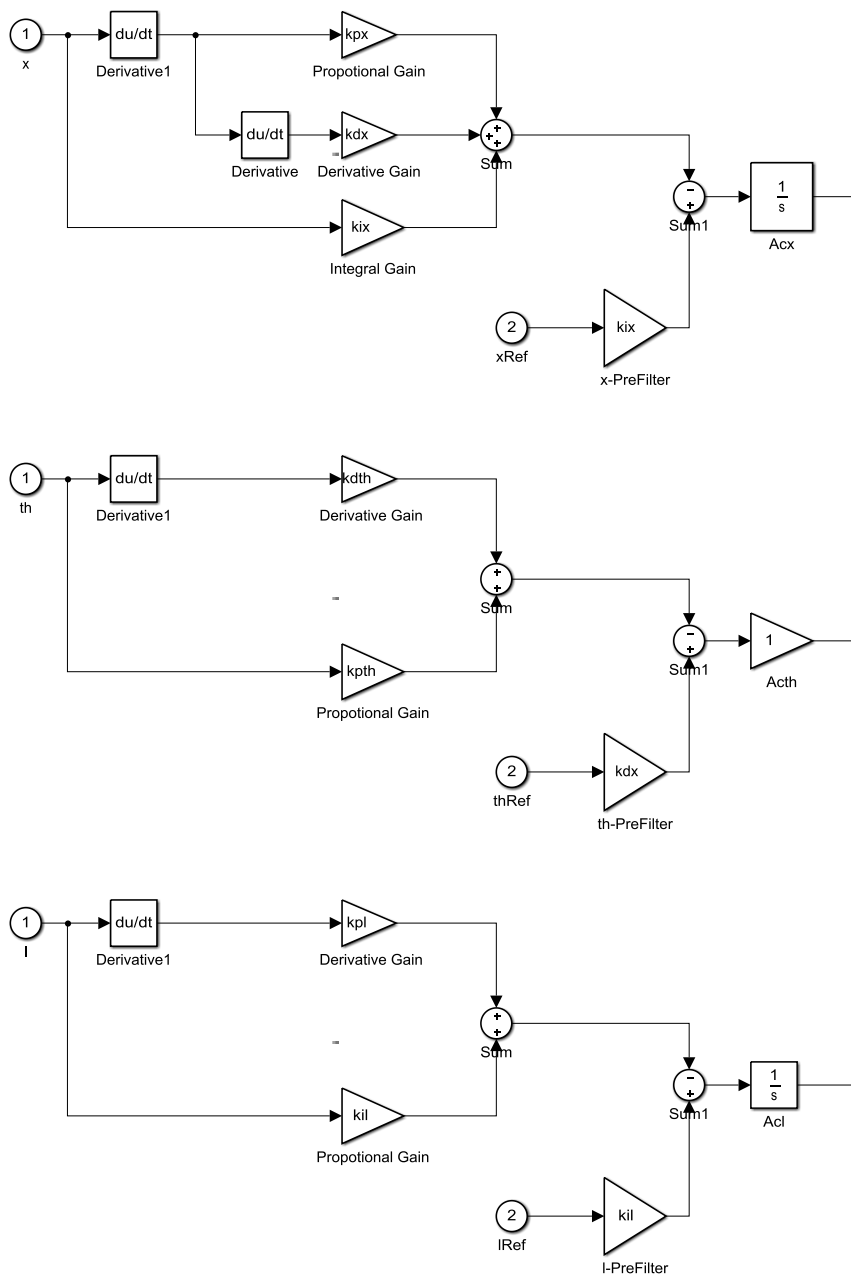 1
x
du/dt
Derivative1
kpx
Propotional Gain
du/dt
Derivative
kdx
Derivative Gain
+
+
+
Sum
kix
Integral Gain
−
+
Sum1
1
s
Acx
2
xRef
kix
x-PreFilter
1
th
du/dt
Derivative1
kdth
Derivative Gain
+
+
Sum
kpth
Propotional Gain
−
+
Sum1
1
Acth
2
thRef
kdx
th-PreFilter
1
l
du/dt
Derivative1
kpl
Derivative Gain
+
+
Sum
kil
Propotional Gain
−
+
Sum1
1
s
Acl
2
lRef
kil
l-PreFilter